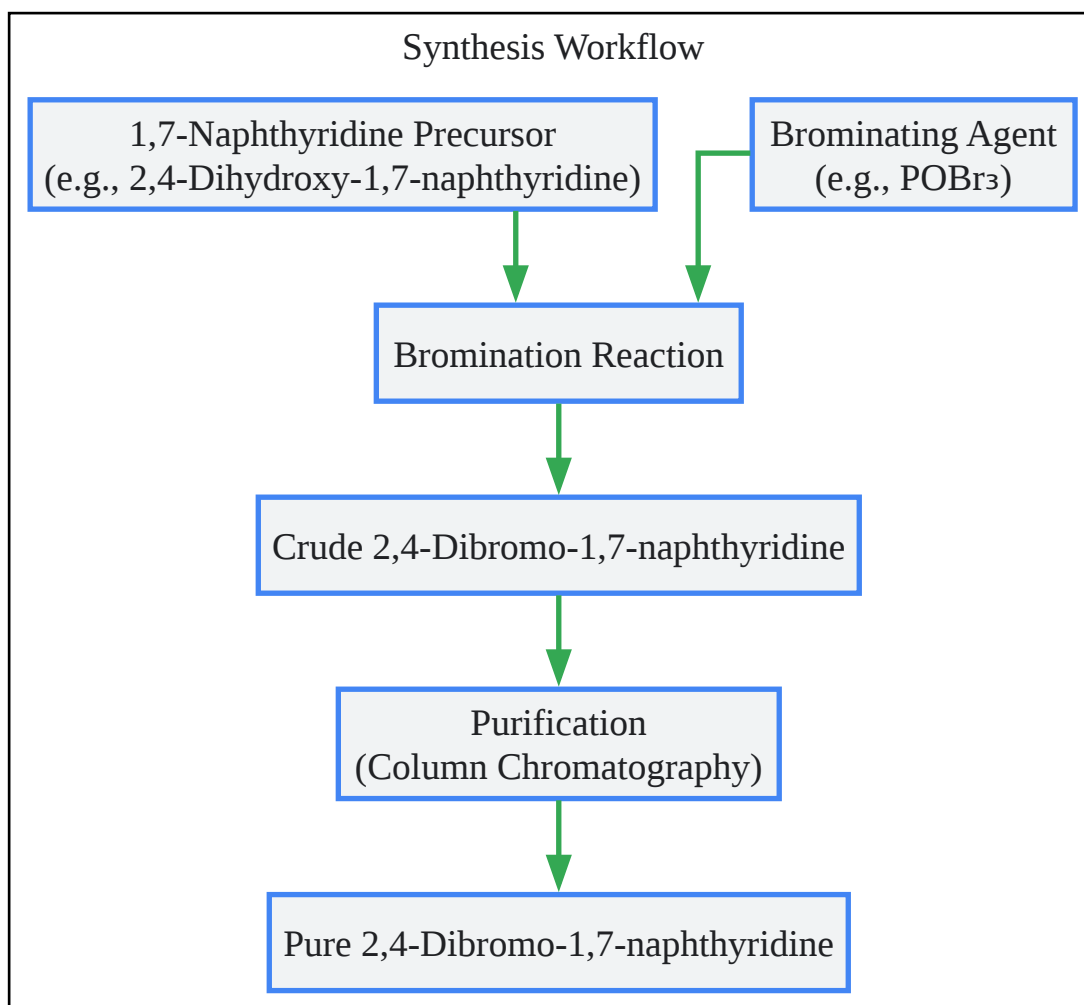 Synthesis Workflow
1,7-Naphthyridine Precursor
(e.g., 2,4-Dihydroxy-1,7-naphthyridine)
Brominating Agent
(e.g., POBr₃)
Bromination Reaction
Crude 2,4-Dibromo-1,7-naphthyridine
Purification
(Column Chromatography)
Pure 2,4-Dibromo-1,7-naphthyridine